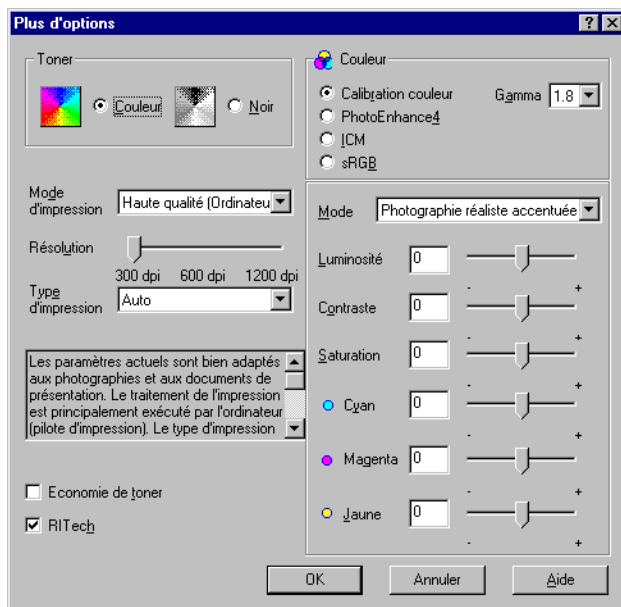 Plus d'options
Toner
Couleur
Noir
Mode d'impression
Haute qualité (Ordinateu
Résolution
300 dpi 600 dpi 1200 dpi
Type d'impression
Auto
Les paramètres actuels sont bien adaptés
aux photographies et aux documents de
présentation. Le traitement de l'impression
est principalement exécuté par l'ordinateur
(pilote d'impression). Le type d'impression
Economie de toner
RITech
Couleur
Calibration couleur
Gamma 1.8
PhotoEnhance4
ICM
sRGB
Mode Photographie réaliste accentuée
Luminosité 0
- +
Contraste 0
- +
Saturation 0
- +
Cyan 0
- +
Magenta 0
- +
Jaune 0
- +
OK Annuler Aide